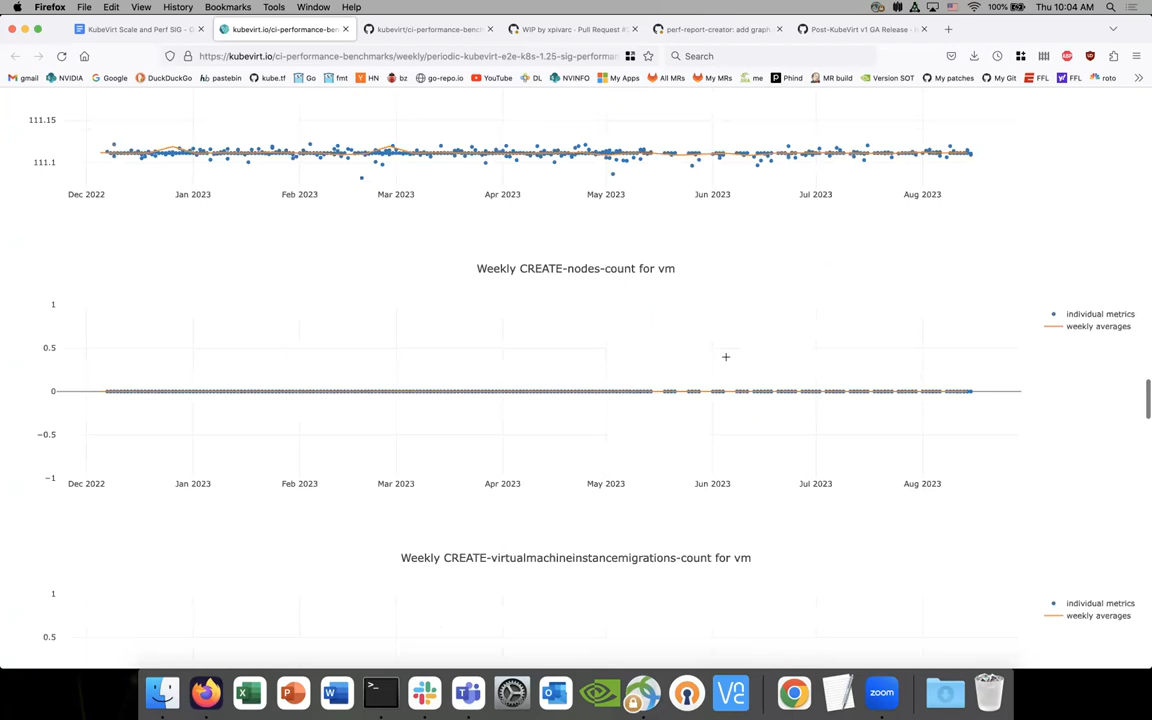 Firefox File Edit View History Bookmarks Tools Window Help 100% Thu 10:04 AM
KubeVirt Scale and Perf SIG - G kubevirt.io/ci-performance-ben kubevirt/ci-performance-bench WIP by xpivarc · Pull Request # perf-report-creator: add graph Post-KubeVirt v1 GA Release · K
https://kubevirt.io/ci-performance-benchmarks/weekly/periodic-kubevirt-e2e-k8s-1.25-sig-performa Search
gmail NVIDIA Google DuckDuckGo pastebin kube.tf Go fmt HN bz go-repo.io YouTube DL NVINFO My Apps All MRs My MRs me Phind MR build Version SOT My patches My Git FFL FFL roto
111.15
111.1
Dec 2022 Jan 2023 Feb 2023 Mar 2023 Apr 2023 May 2023 Jun 2023 Jul 2023 Aug 2023
Weekly CREATE-nodes-count for vm
1
individual metrics
weekly averages
0.5
0
−0.5
−1
Dec 2022 Jan 2023 Feb 2023 Mar 2023 Apr 2023 May 2023 Jun 2023 Jul 2023 Aug 2023
Weekly CREATE-virtualmachineinstancemigrations-count for vm
1
individual metrics
weekly averages
0.5
zoom